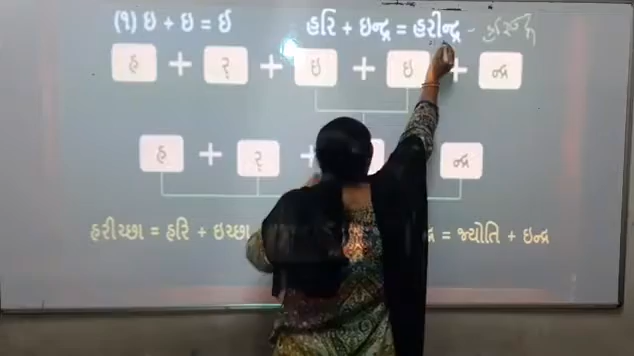 (૧) ઇ + ઇ = ઈ હરિ + ઇન્દ્ર = હરીન્દ્ર -
હ + ર્ + ઇ + ઇ + ન્દ્ર
હ + ર્ + ન્દ્ર
હરીચ્છા = હરિ + ઇચ્છા = જ્યોતિ + ઇન્દ્ર